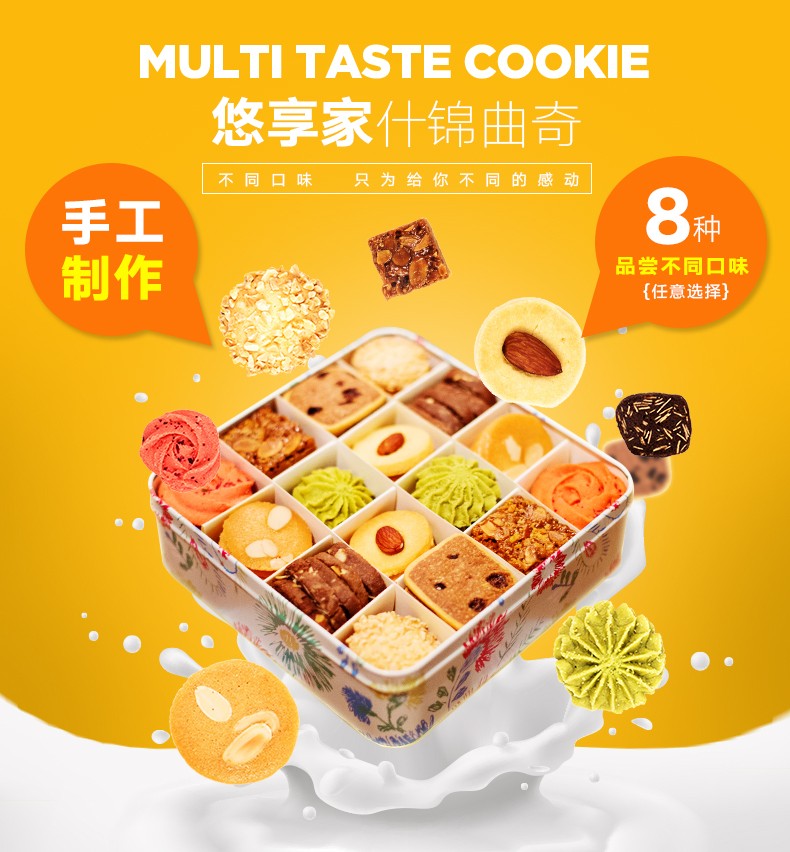 MULTI TASTE COOKIE
悠享家什锦曲奇
不同口味 只为给你不同的感动
手工
制作
8种
品尝不同口味
{任意选择}